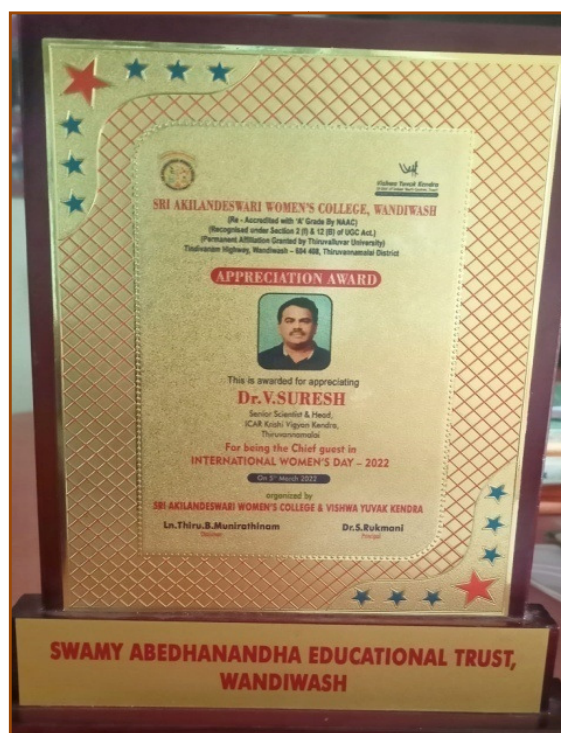 Vishwa Yuvak Kendra
SRI AKILANDESWARI WOMEN'S COLLEGE, WANDIWASH
(Re - Accredited with 'A' Grade By NAAC)
(Recognised under Section 2 (f) & 12 (B) of UGC Act.)
(Permanent Affiliation Granted by Thiruvalluvar University)
Tindivanam Highway, Wandiwash – 604 408, Thiruvannamalai District
APPRECIATION AWARD
This is awarded for appreciating
Dr.V.SURESH
Senior Scientist & Head,
ICAR Krishi Vigyan Kendra,
Thiruvannamalai
For being the Chief guest in
INTERNATIONAL WOMEN'S DAY – 2022
On 5th March 2022
organized by
SRI AKILANDESWARI WOMEN'S COLLEGE & VISHWA YUVAK KENDRA
Ln.Thiru.B.Munirathinam Dr.S.Rukmani
Principal
SWAMY ABEDHANANDHA EDUCATIONAL TRUST,
WANDIWASH